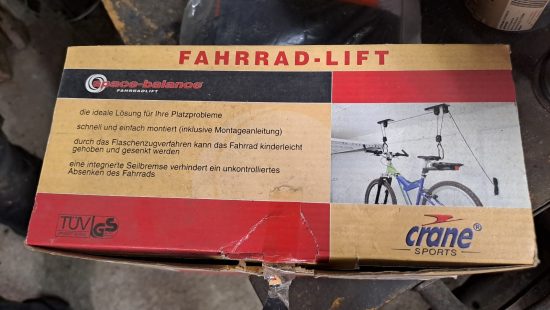 FAHRRAD-LIFT
space-balance®
FAHRRADLIFT
die ideale Lösung für Ihre Platzprobleme
schnell und einfach montiert (inklusive Montageanleitung)
durch das Flaschenzugverfahren kann das Fahrrad kinderleicht
gehoben und gesenkt werden
eine integrierte Seilbremse verhindert ein unkontrolliertes
Absenken des Fahrrads
TÜV GS
crane®
SPORTS